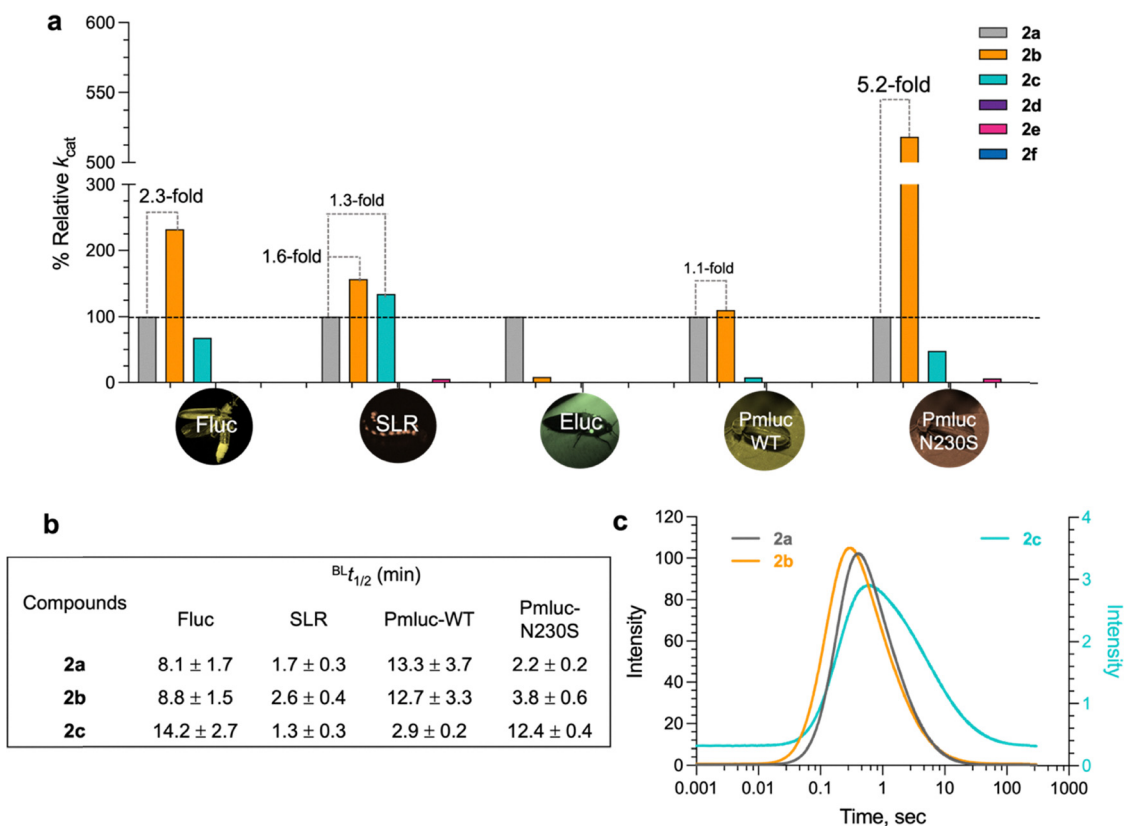 a
600
550
500
300
200
100
0
% Relative kcat
2.3-fold
1.6-fold
1.3-fold
1.1-fold
5.2-fold
2a
2b
2c
2d
2e
2f
Fluc
SLR
Eluc
Pmluc
WT
Pmluc
N230S
b
BLt1/2 (min)
Compounds Fluc SLR Pmluc-WT Pmluc-
N230S
2a 8.1 ± 1.7 1.7 ± 0.3 13.3 ± 3.7 2.2 ± 0.2
2b 8.8 ± 1.5 2.6 ± 0.4 12.7 ± 3.3 3.8 ± 0.6
2c 14.2 ± 2.7 1.3 ± 0.3 2.9 ± 0.2 12.4 ± 0.4
c
120
100
80
60
40
20
0
Intensity
2a
2b
2c
4
3
2
1
0
Intensity
0.001 0.01 0.1 1 10 100 1000
Time, sec